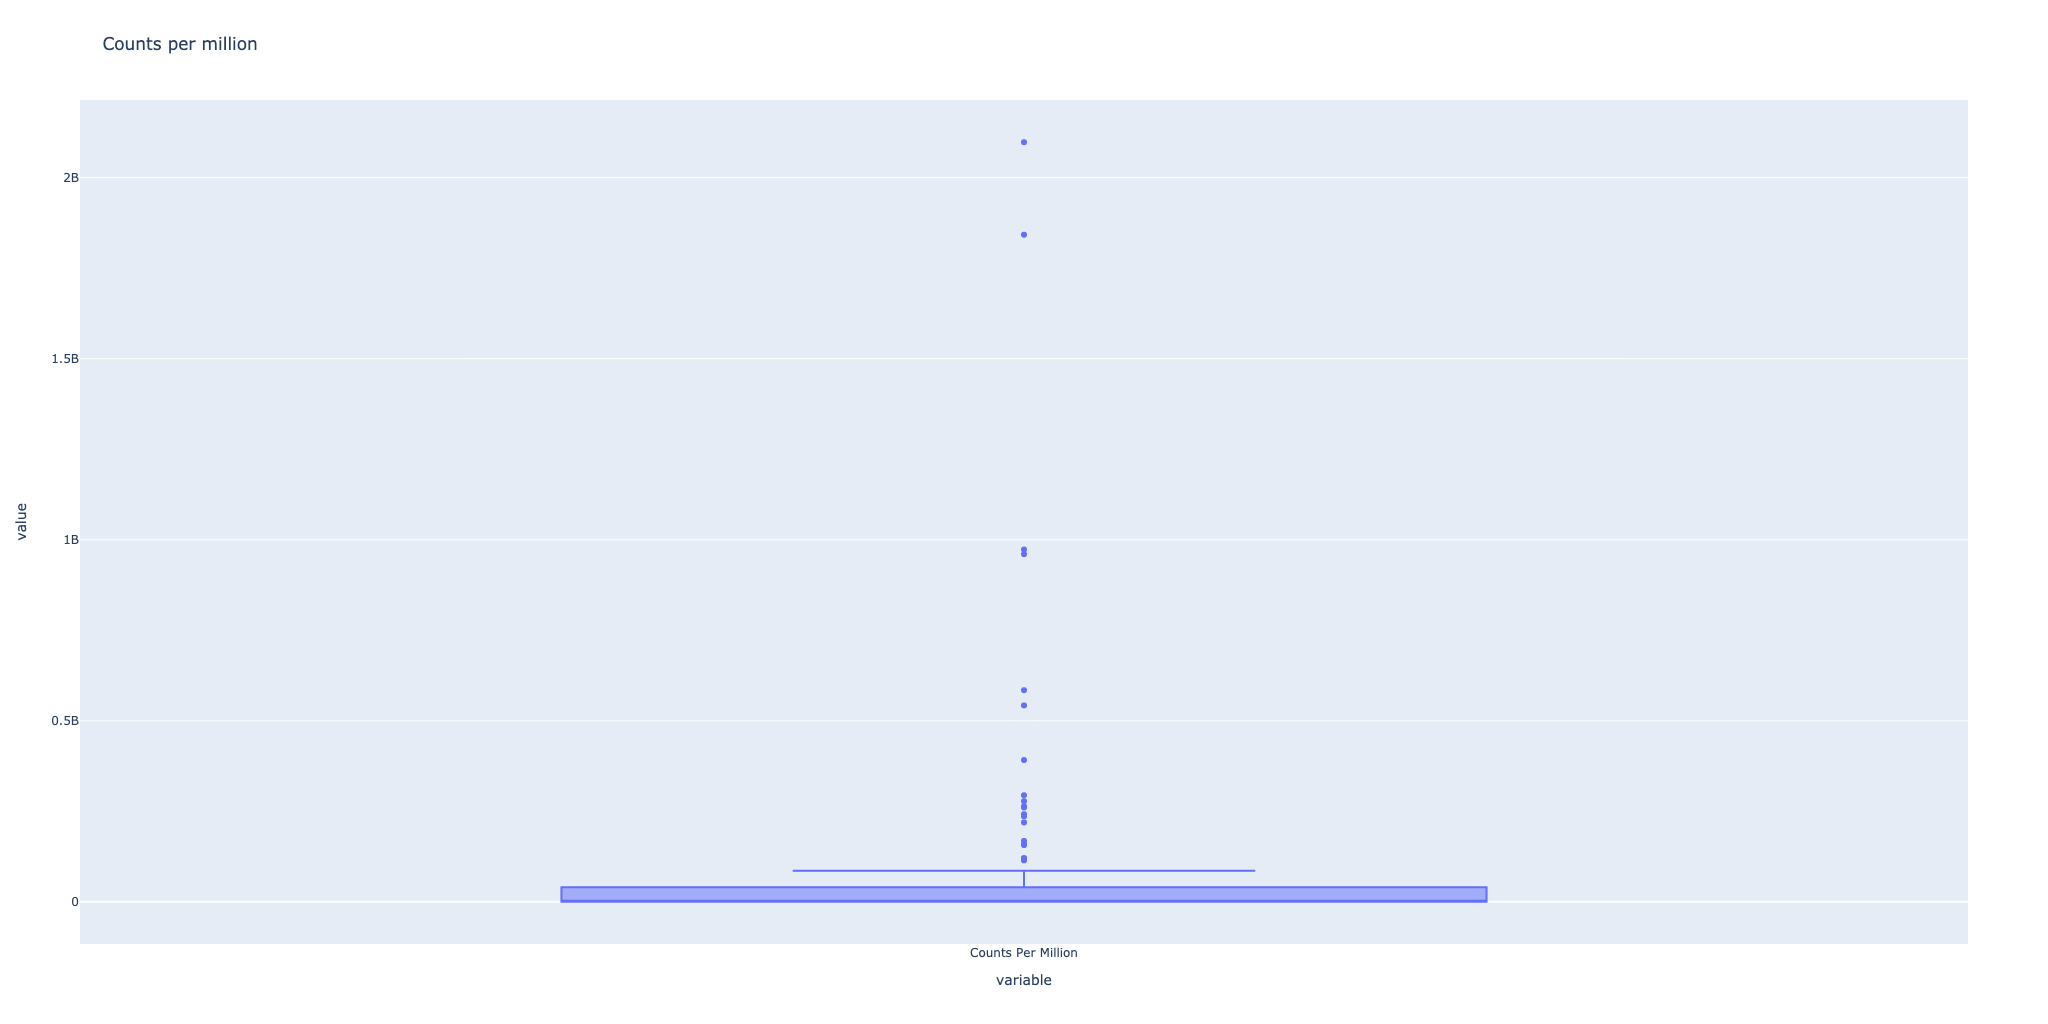 Counts per million
2B
1.5B
1B
0.5B
0
value
Counts Per Million
variable